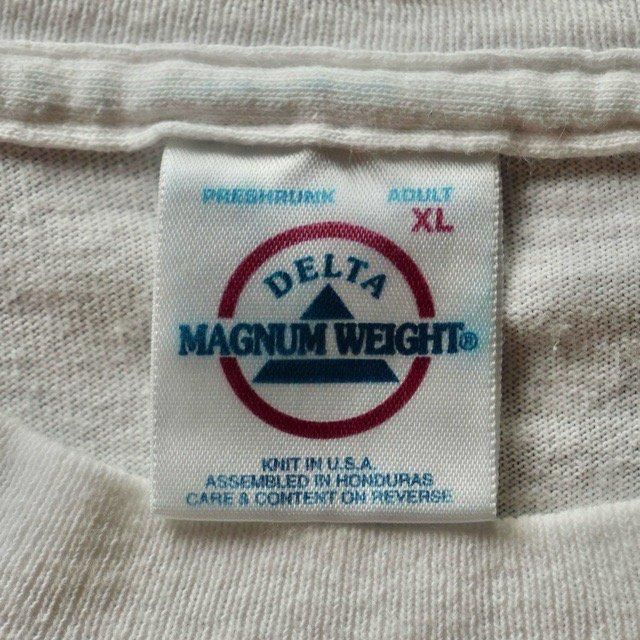 PRESHRUNK ADULT
XL
DELTA
MAGNUM WEIGHT®
KNIT IN U.S.A.
ASSEMBLED IN HONDURAS
CARE & CONTENT ON REVERSE